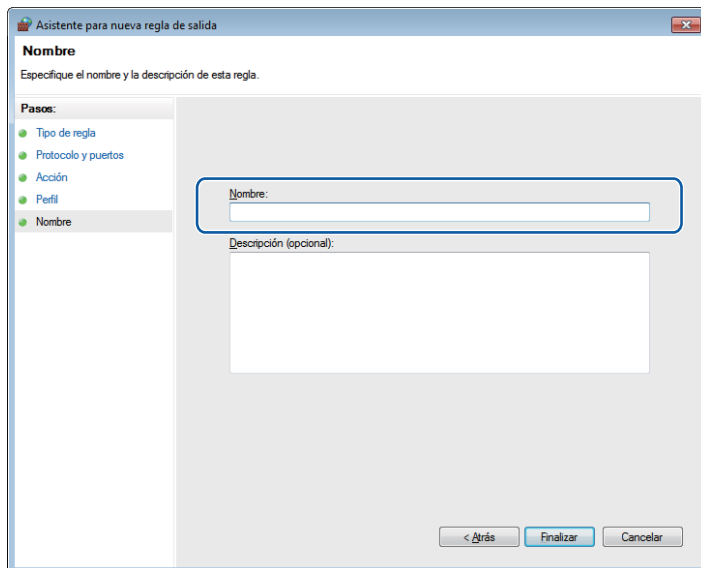 Asistente para nueva regla de salida
Nombre
Especifique el nombre y la descripción de esta regla.
Pasos:
Tipo de regla
Protocolo y puertos
Acción
Perfil
Nombre
Nombre:
Descripción (opcional):
< Atrás
Finalizar
Cancelar